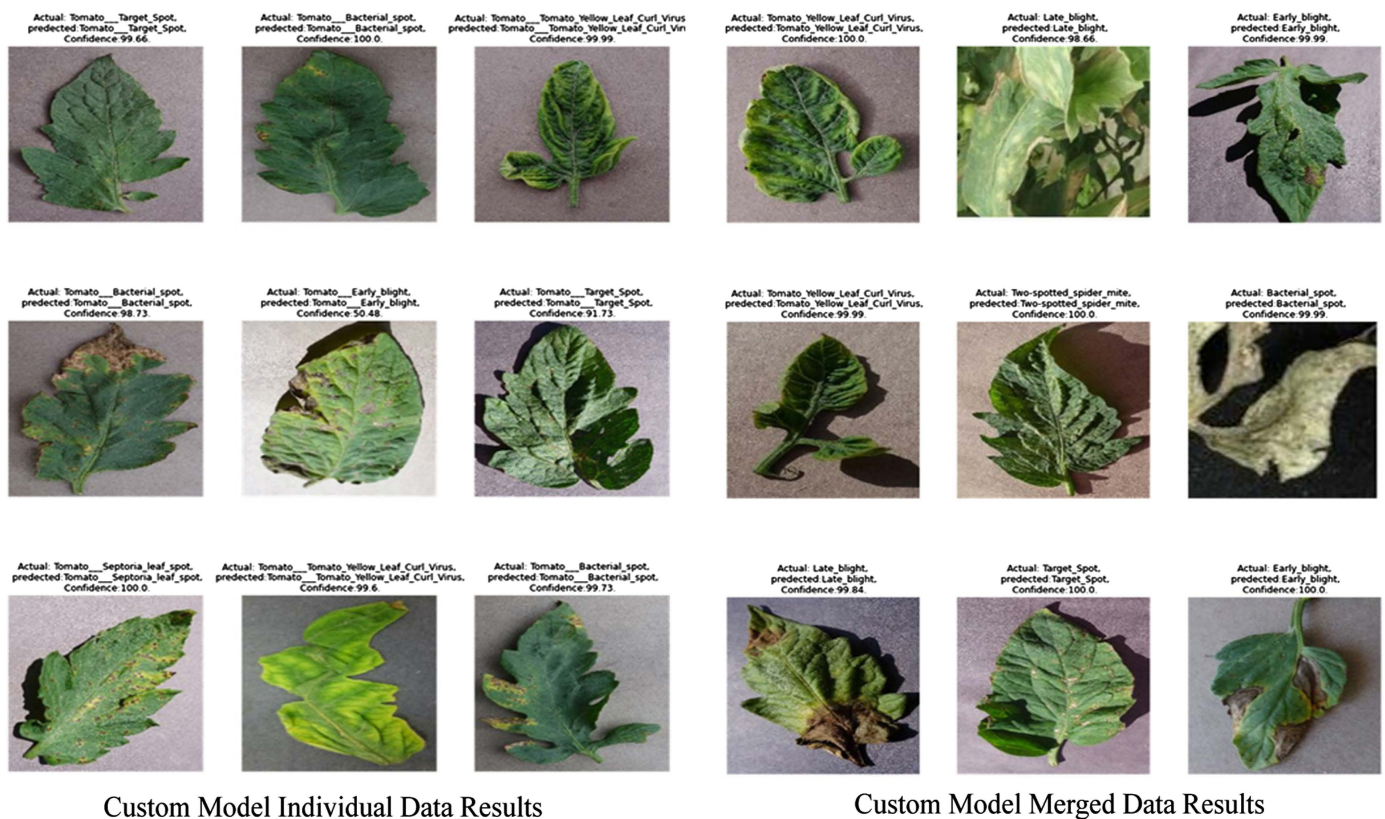 Actual: Tomato___Target_Spot,
predected:Tomato___Target_Spot,
Confidence:99.66.
Actual: Tomato___Bacterial_spot,
predected:Tomato___Bacterial_spot,
Confidence:100.0.
Actual: Tomato___Tomato_Yellow_Leaf_Curl_Virus
predected:Tomato___Tomato_Yellow_Leaf_Curl_Vir
Confidence:99.99.
Actual: Tomato_Yellow_Leaf_Curl_Virus,
predected:Tomato_Yellow_Leaf_Curl_Virus,
Confidence:100.0.
Actual: Late_blight,
predected:Late_blight,
Confidence:98.66.
Actual: Early_blight,
predected:Early_blight,
Confidence:99.99.
Actual: Tomato___Bacterial_spot,
predected:Tomato___Bacterial_spot,
Confidence:98.73.
Actual: Tomato___Early_blight,
predected:Tomato___Early_blight,
Confidence:50.48.
Actual: Tomato___Target_Spot,
predected:Tomato___Target_Spot,
Confidence:91.73.
Actual: Tomato_Yellow_Leaf_Curl_Virus,
predected:Tomato_Yellow_Leaf_Curl_Virus,
Confidence:99.99.
Actual: Two-spotted_spider_mite,
predected:Two-spotted_spider_mite,
Confidence:100.0.
Actual: Bacterial_spot,
predected:Bacterial_spot,
Confidence:99.99.
Actual: Tomato___Septoria_leaf_spot,
predected:Tomato___Septoria_leaf_spot,
Confidence:100.0.
Actual: Tomato___Tomato_Yellow_Leaf_Curl_Virus,
predected:Tomato___Tomato_Yellow_Leaf_Curl_Virus,
Confidence:99.6.
Actual: Tomato___Bacterial_spot,
predected:Tomato___Bacterial_spot,
Confidence:99.73.
Actual: Late_blight,
predected:Late_blight,
Confidence:99.84.
Actual: Target_Spot,
predected:Target_Spot,
Confidence:100.0.
Actual: Early_blight,
predected:Early_blight,
Confidence:100.0.
Custom Model Individual Data Results
Custom Model Merged Data Results